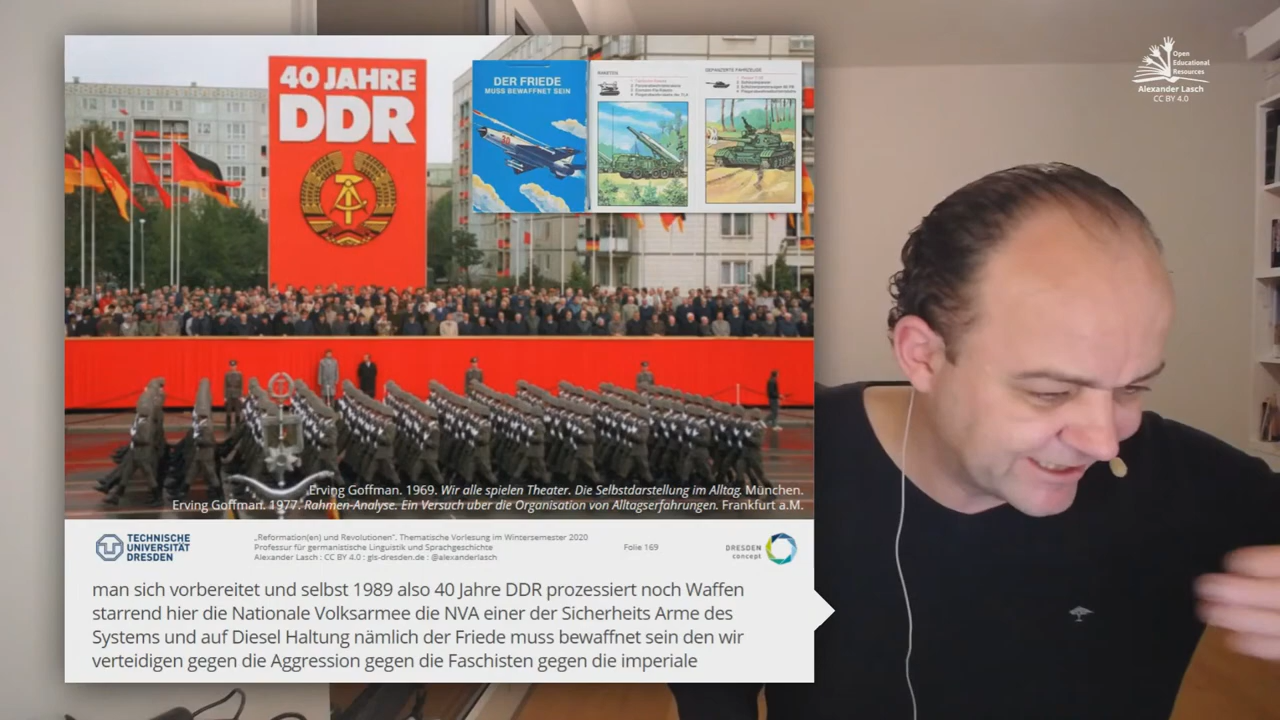 Open
Educational
Resources
Alexander Lasch
CC BY 4.0
40 JAHRE
DDR
DER FRIEDE
MUSS BEWAFFNET SEIN
RAKETEN
GEPANZERTE FAHRZEUGE
Erving Goffman. 1969. Wir alle spielen Theater. Die Selbstdarstellung im Alltag. München.
Erving Goffman. 1977. Rahmen-Analyse. Ein Versuch über die Organisation von Alltagserfahrungen. Frankfurt a.M.
TECHNISCHE
UNIVERSITÄT
DRESDEN
„Reformation(en) und Revolutionen“. Thematische Vorlesung im Wintersemester 2020
Professur für germanistische Linguistik und Sprachgeschichte
Alexander Lasch : CC BY 4.0 : gls-dresden.de : @alexanderlasch
Folie 169
DRESDEN
concept
man sich vorbereitet und selbst 1989 also 40 Jahre DDR prozessiert noch Waffen
starrend hier die Nationale Volksarmee die NVA einer der Sicherheits Arme des
Systems und auf Diesel Haltung nämlich der Friede muss bewaffnet sein den wir
verteidigen gegen die Aggression gegen die Faschisten gegen die imperiale